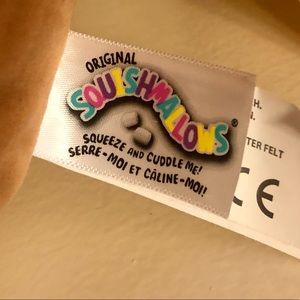 ORIGINAL
SQUISHMALLOWS®
SQUEEZE AND CUDDLE ME!
SERRE-MOI ET CÂLINE-MOI!
H.
N.
TER FELT
CE